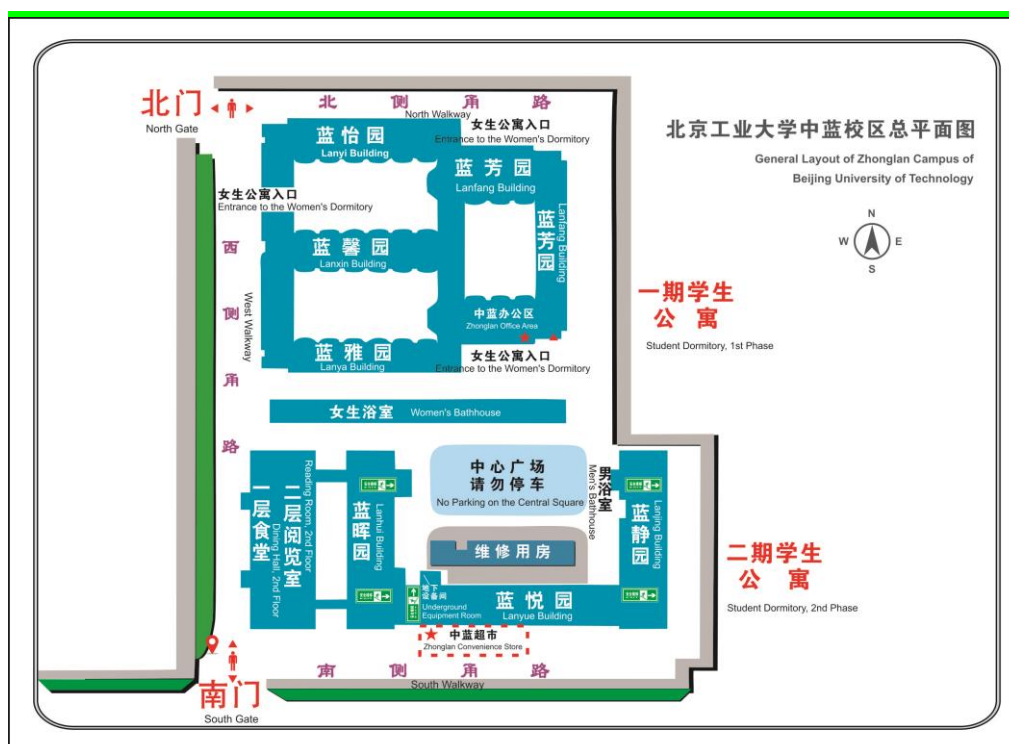 北京工业大学中蓝校区总平面图
General Layout of Zhonglan Campus of
Beijing University of Technology
N
W
E
S
北门
North Gate
北侧甬路
North Walkway
女生公寓入口
Entrance to the Women's Dormitory
蓝怡园
Lanyi Building
蓝芳园
Lanfang Building
女生公寓入口
Entrance to the Women's Dormitory
蓝芳园
Lanfang Building
西侧甬路
West Walkway
蓝馨园
Lanxin Building
中蓝办公区
Zhonglan Office Area
一期学生
公寓
Student Dormitory, 1st Phase
蓝雅园
Lanya Building
女生公寓入口
Entrance to the Women's Dormitory
女生浴室 Women's Bathhouse
中心广场
请勿停车
No Parking on the Central Square
男浴室
Men's Bathhouse
一层食堂
二层阅览室
Reading Room, 2nd Floor
Dining Hall, 2nd Floor
蓝晖园
Lanhui Building
蓝静园
Lanjing Building
维修用房
二期学生
公寓
Student Dormitory, 2nd Phase
地下
设备间
Underground
Equipment Room
蓝悦园
Lanyue Building
中蓝超市
Zhonglan Convenience Store
南侧甬路
South Walkway
南门
South Gate